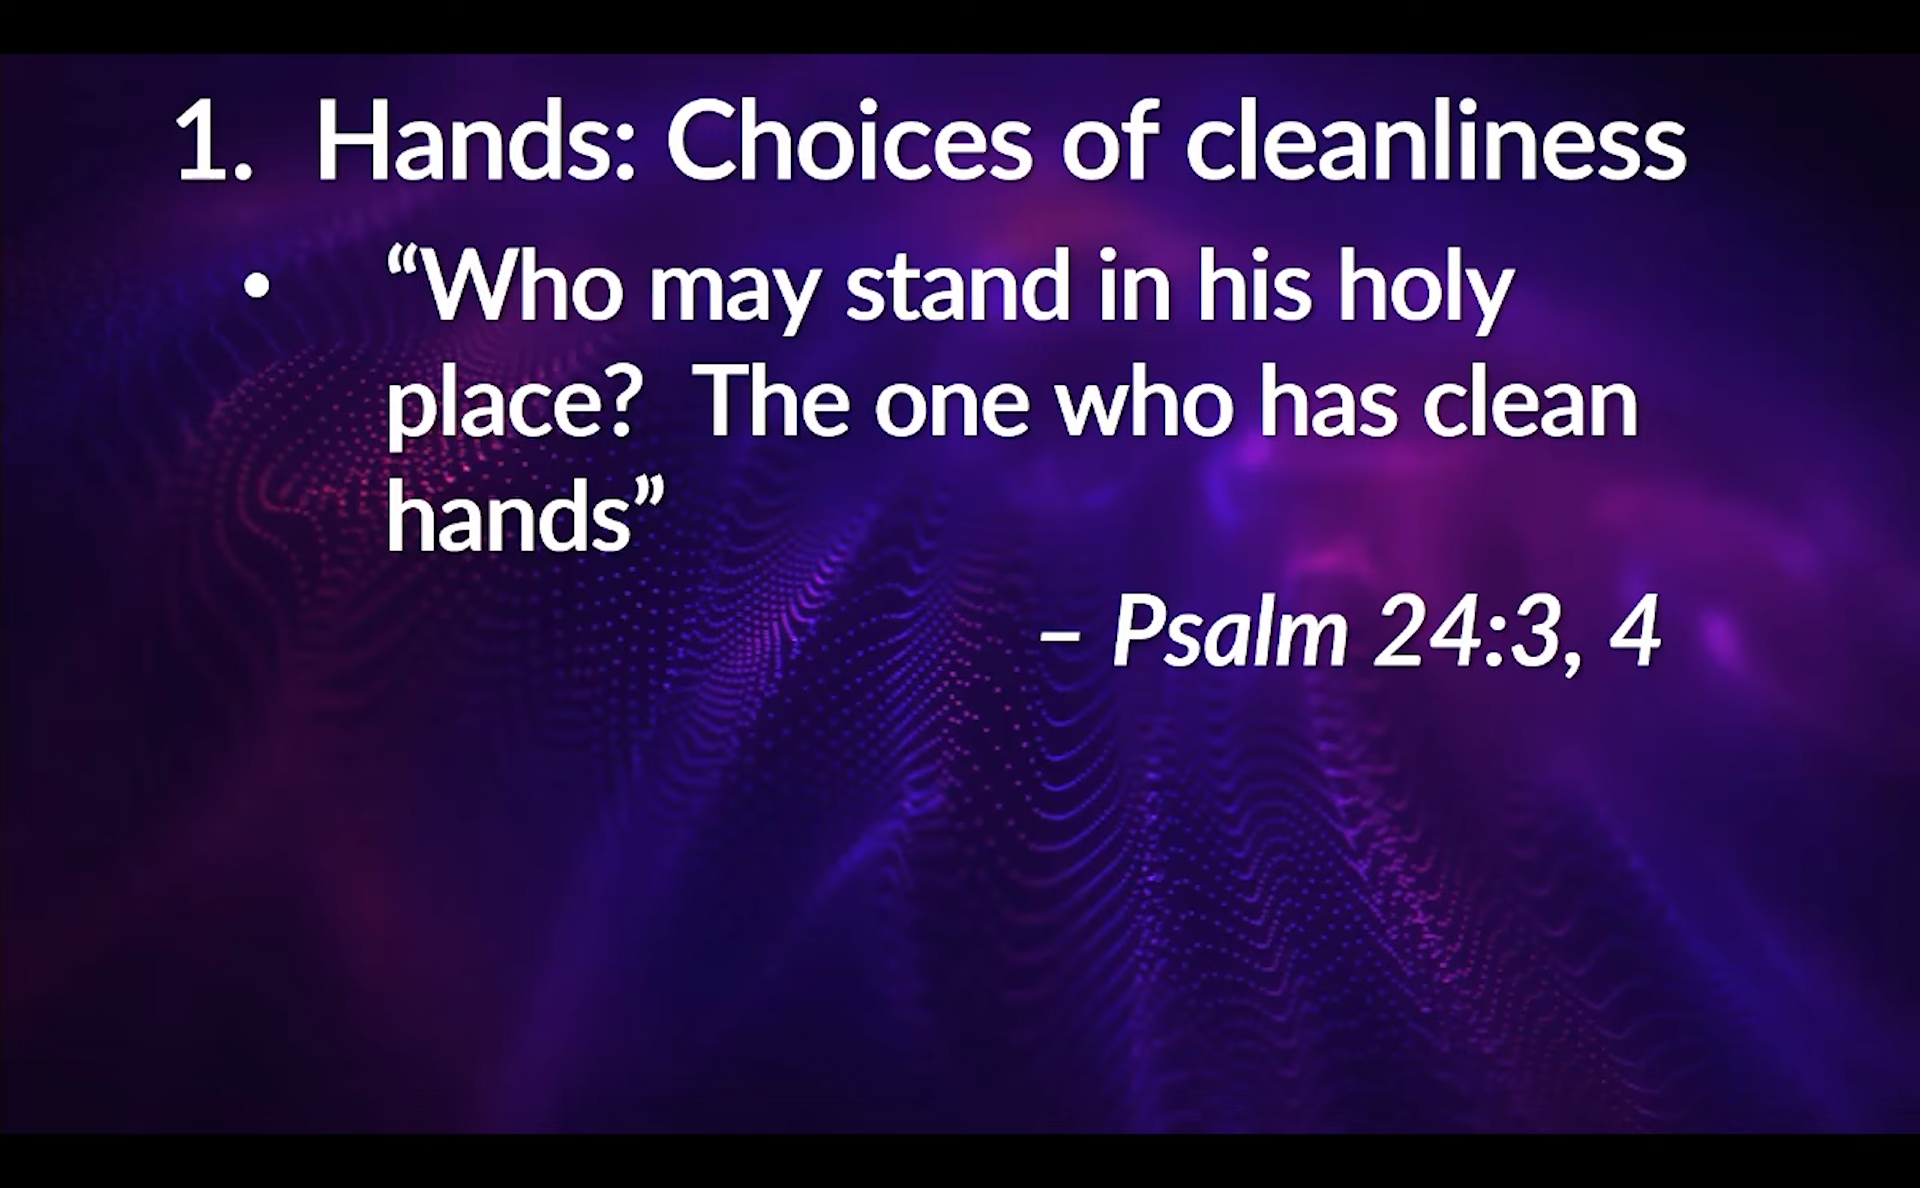 1. Hands: Choices of cleanliness
• “Who may stand in his holy
place?  The one who has clean
hands”
– Psalm 24:3, 4